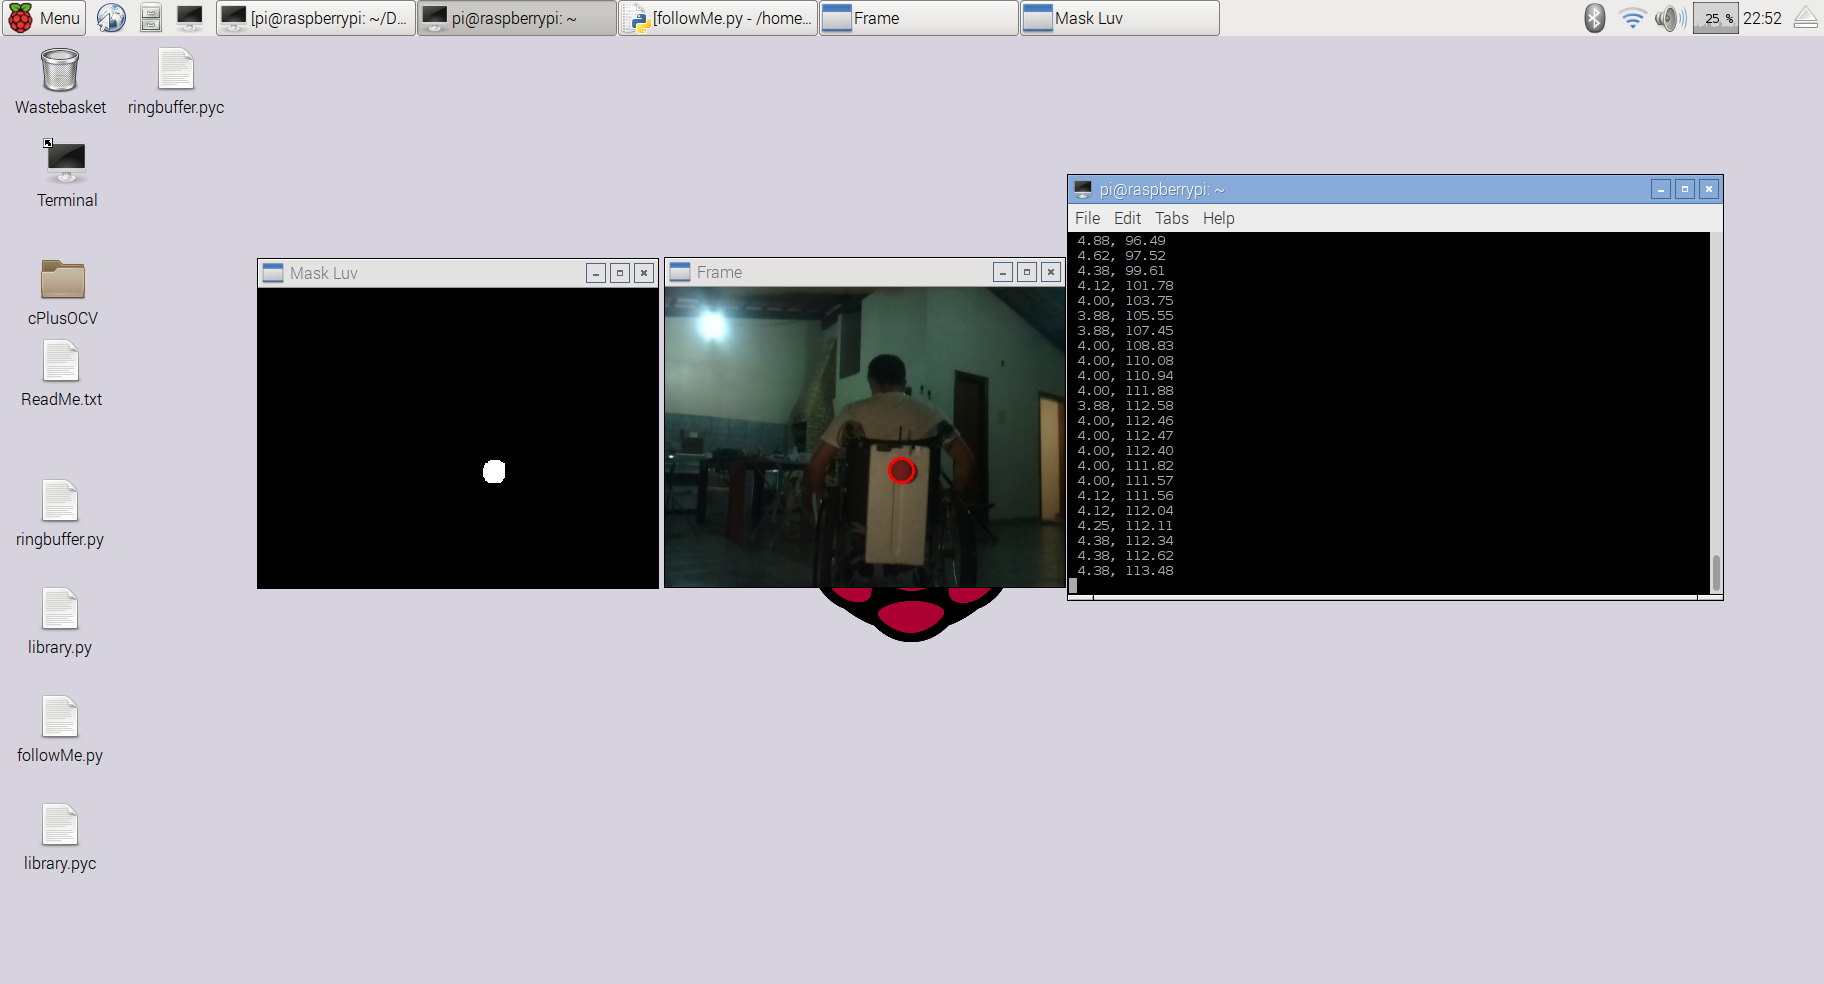 Menu
[pi@raspberrypi: ~/D...
pi@raspberrypi: ~
[followMe.py - /home...
Frame
Mask Luv
25 %
22:52
Wastebasket
ringbuffer.pyc
Terminal
cPlusOCV
ReadMe.txt
ringbuffer.py
library.py
followMe.py
library.pyc
Mask Luv
Frame
pi@raspberrypi: ~
File Edit Tabs Help
4.88, 96.49
4.62, 97.52
4.38, 99.61
4.12, 101.78
4.00, 103.75
3.88, 105.55
3.88, 107.45
4.00, 108.83
4.00, 110.08
4.00, 110.94
4.00, 111.88
3.88, 112.58
4.00, 112.46
4.00, 112.47
4.00, 112.40
4.00, 111.82
4.00, 111.57
4.12, 111.56
4.12, 112.04
4.25, 112.11
4.38, 112.34
4.38, 112.62
4.38, 113.48